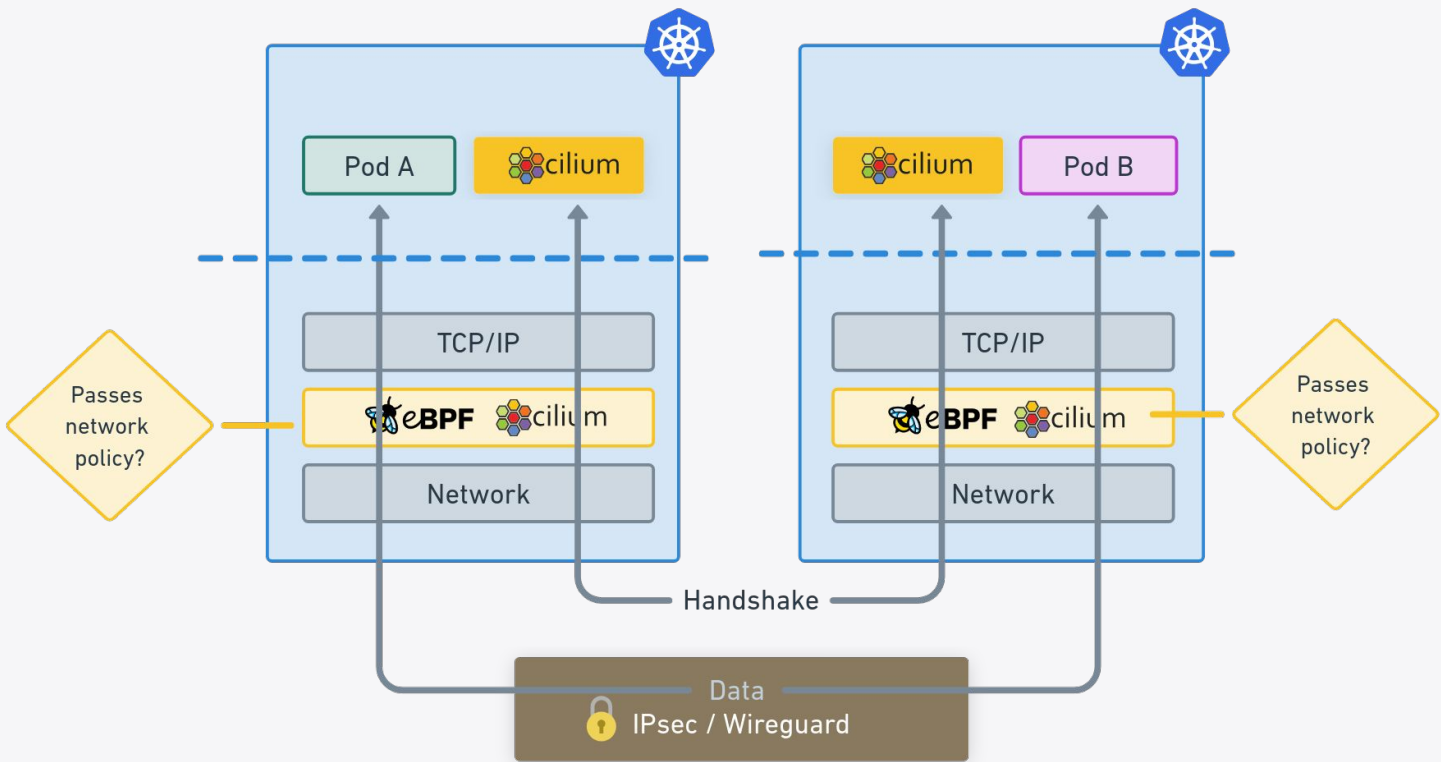 Pod A
cilium
cilium
Pod B
TCP/IP
TCP/IP
Passes
network
policy?
eBPF
cilium
eBPF
cilium
Passes
network
policy?
Network
Network
Handshake
Data
IPsec / Wireguard